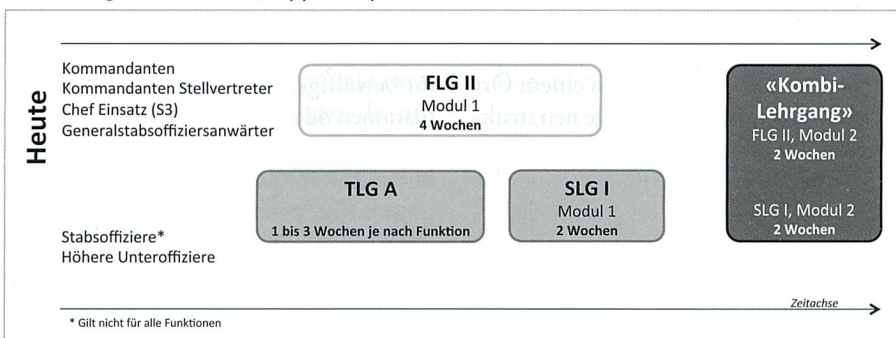 Heute
Kommandanten
Kommandanten Stellvertreter
Chef Einsatz (S3)
Generalstabsoffiziersanwärter
FLG II
Modul 1
4 Wochen
«Kombi-
Lehrgang»
FLG II, Modul 2
2 Wochen
SLG I, Modul 2
2 Wochen
TLG A
1 bis 3 Wochen je nach Funktion
SLG I
Modul 1
2 Wochen
Stabsoffiziere*
Höhere Unteroffiziere
Zeitachse
* Gilt nicht für alle Funktionen